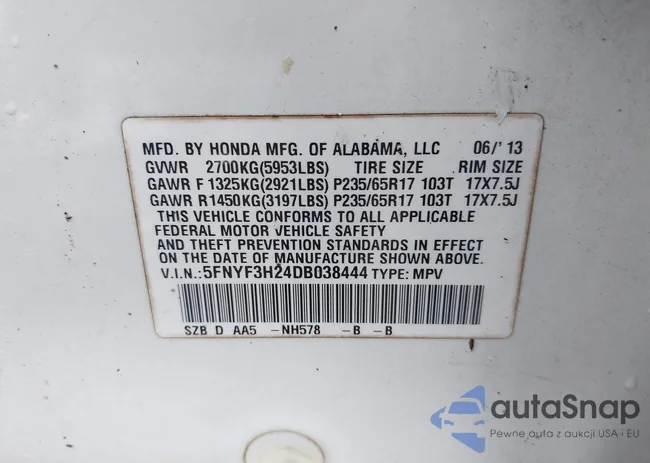 MFD. BY HONDA MFG. OF ALABAMA, LLC 06/'13
GVWR 2700KG(5953LBS) TIRE SIZE RIM SIZE
GAWR F 1325KG(2921LBS) P235/65R17 103T 17X7.5J
GAWR R1450KG(3197LBS) P235/65R17 103T 17X7.5J
THIS VEHICLE CONFORMS TO ALL APPLICABLE
FEDERAL MOTOR VEHICLE SAFETY
AND THEFT PREVENTION STANDARDS IN EFFECT
ON THE DATE OF MANUFACTURE SHOWN ABOVE.
V.I.N.:5FNYF3H24DB038444 TYPE: MPV
SZB D AA5 -NH578 -B -B
autoSnap
Pewne auta z aukcji USA i EU